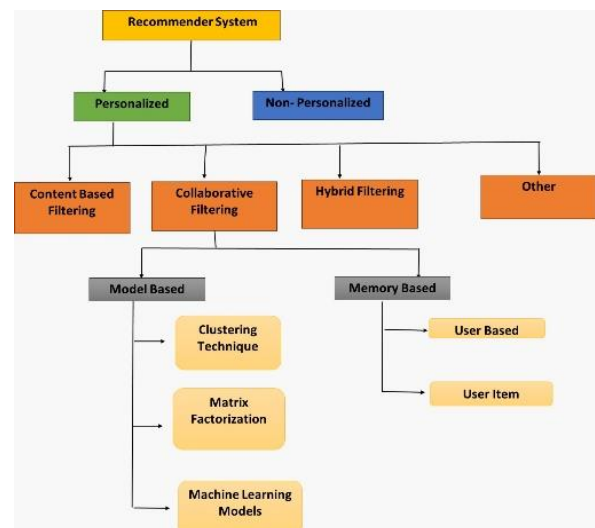 Recommender System
Personalized
Non- Personalized
Content Based
Filtering
Collaborative
Filtering
Hybrid Filtering
Other
Model Based
Memory Based
Clustering
Technique
User Based
Matrix
Factorization
User Item
Machine Learning
Models